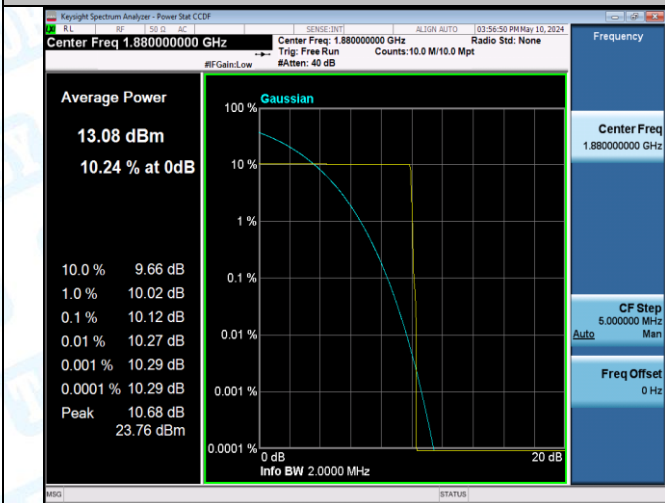 Keysight Spectrum Analyzer - Power Stat CCDF
RL RF 50 Ω AC SENSE:INT ALIGN AUTO 03:56:50 PM May 10, 2024
Center Freq 1.880000000 GHz
Center Freq: 1.880000000 GHz Radio Std: None
Trig: Free Run Counts:10.0 M/10.0 Mpt
#IFGain:Low #Atten: 40 dB
Frequency
Average Power
13.08 dBm
10.24 % at 0dB
10.0 % 9.66 dB
1.0 % 10.02 dB
0.1 % 10.12 dB
0.01 % 10.27 dB
0.001 % 10.29 dB
0.0001 % 10.29 dB
Peak 10.68 dB
23.76 dBm
Gaussian
100 %
10 %
1 %
0.1 %
0.01 %
0.001 %
0.0001 %
0 dB 20 dB
Info BW 2.0000 MHz
Center Freq
1.880000000 GHz
CF Step
5.000000 MHz
Auto Man
Freq Offset
0 Hz
MSG STATUS